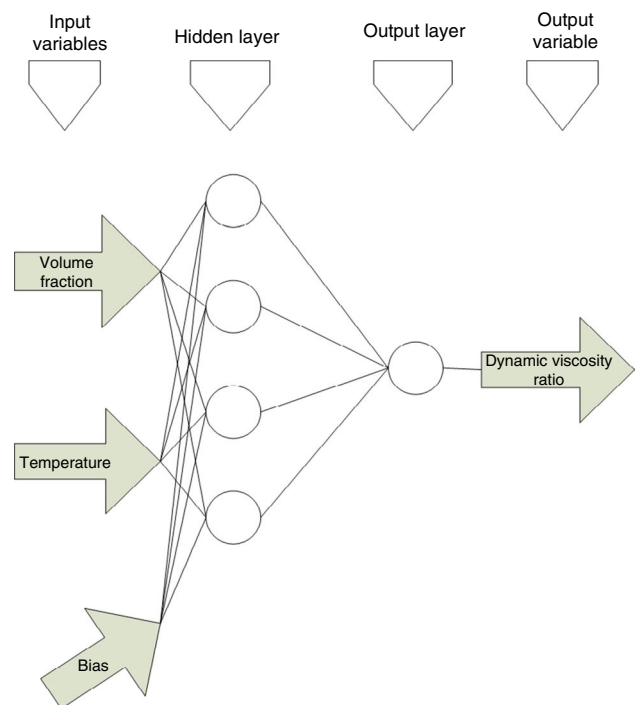 Input
variables
Hidden layer
Output layer
Output
variable
Volume
fraction
Dynamic viscosity
ratio
Temperature
Bias